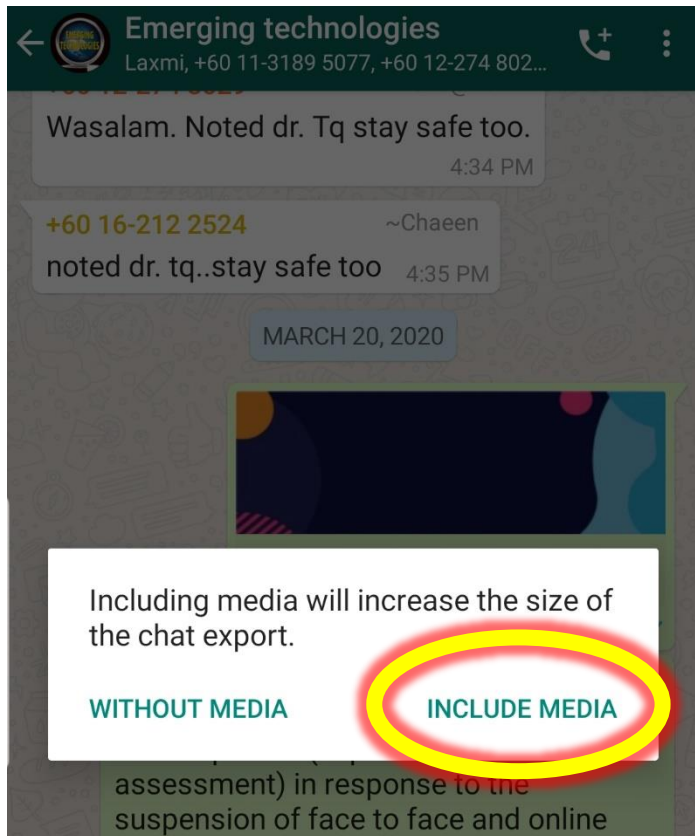 Emerging technologies
Laxmi, +60 11-3189 5077, +60 12-274 802...
Wasalam. Noted dr. Tq stay safe too.
4:34 PM
+60 16-212 2524 ~Chaeen
noted dr. tq..stay safe too 4:35 PM
MARCH 20, 2020
Including media will increase the size of
the chat export.
WITHOUT MEDIA INCLUDE MEDIA
assessment) in response to the
suspension of face to face and online